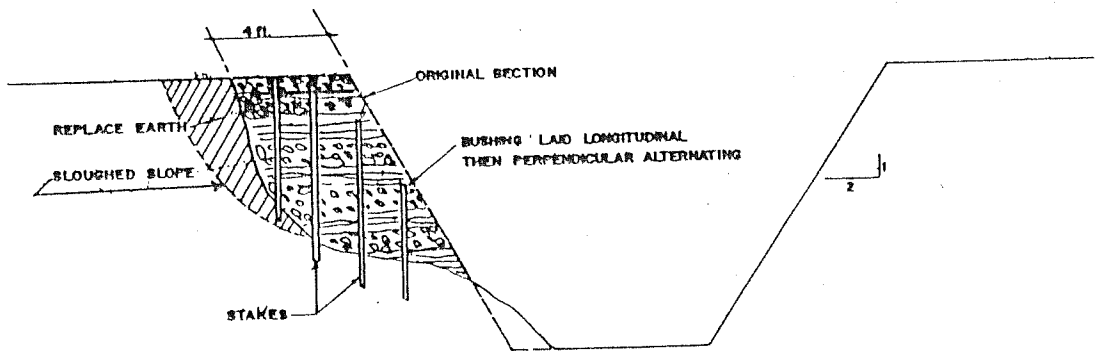 4 ft.
ORIGINAL SECTION
REPLACE EARTH
BUSHING LAID LONGITUDINAL
THEN PERPENDICULAR ALTERNATING
SLOUGHED SLOPE
1
2
STAKES